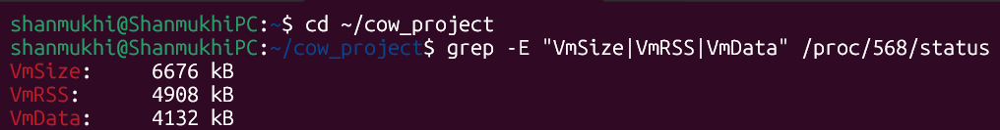 shanmukhi@ShanmukhiPC:~$ cd ~/cow_project
shanmukhi@ShanmukhiPC:~/cow_project$ grep -E "VmSize|VmRSS|VmData" /proc/568/status
VmSize:     6676 kB
VmRSS:      4908 kB
VmData:     4132 kB